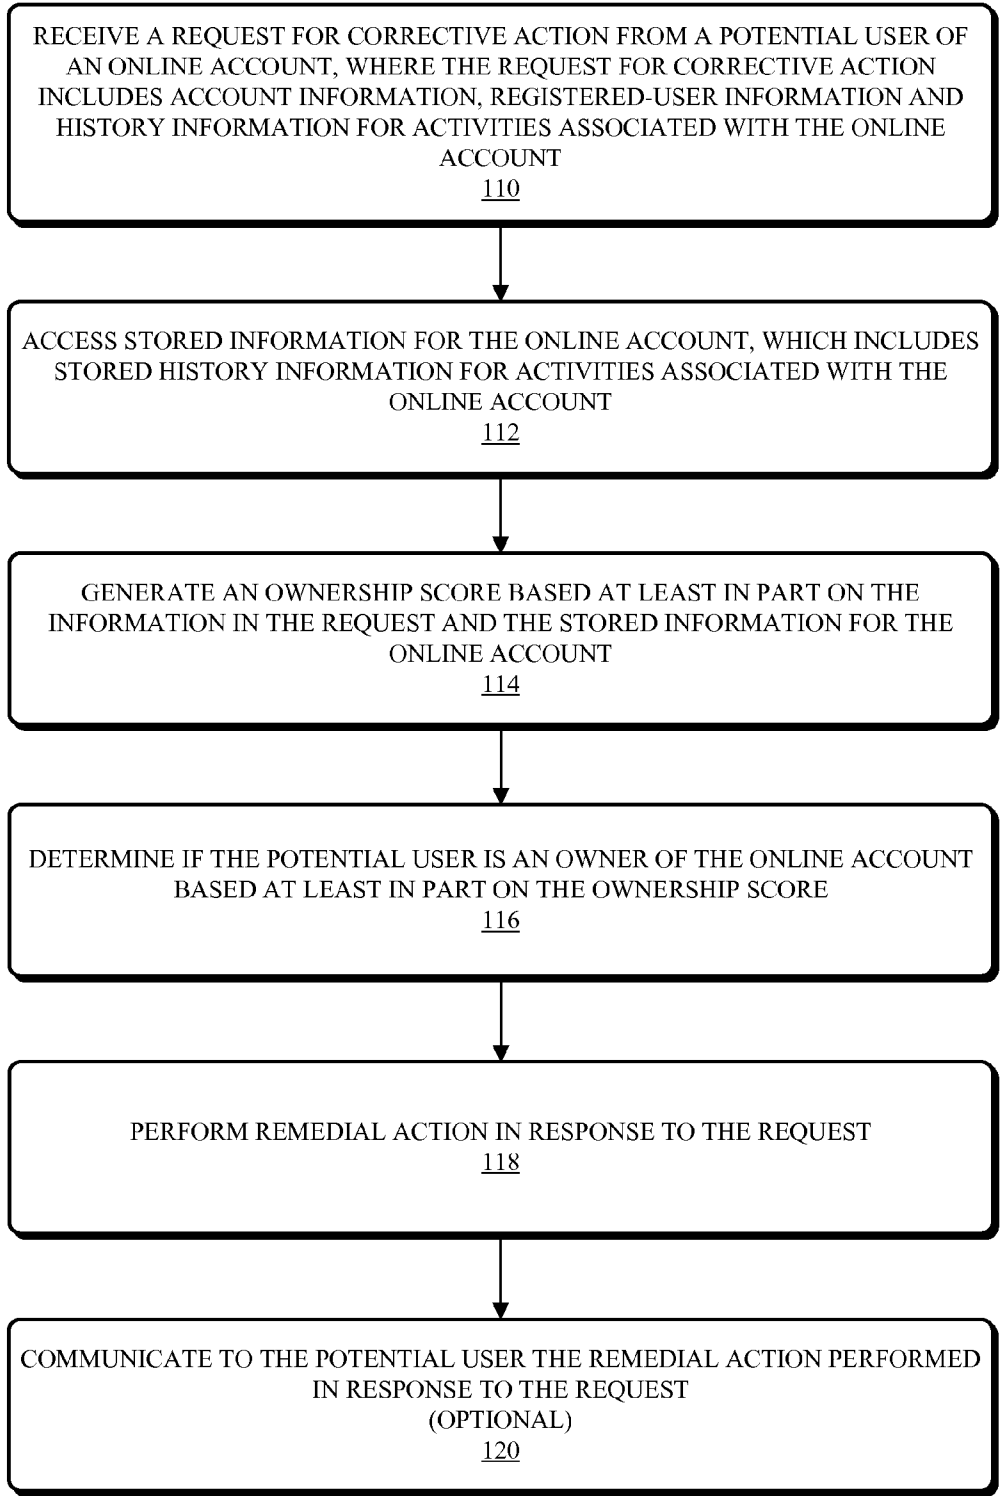 RECEIVE A REQUEST FOR CORRECTIVE ACTION FROM A POTENTIAL USER OF
AN ONLINE ACCOUNT, WHERE THE REQUEST FOR CORRECTIVE ACTION
INCLUDES ACCOUNT INFORMATION, REGISTERED-USER INFORMATION AND
HISTORY INFORMATION FOR ACTIVITIES ASSOCIATED WITH THE ONLINE
ACCOUNT
110
ACCESS STORED INFORMATION FOR THE ONLINE ACCOUNT, WHICH INCLUDES
STORED HISTORY INFORMATION FOR ACTIVITIES ASSOCIATED WITH THE
ONLINE ACCOUNT
112
GENERATE AN OWNERSHIP SCORE BASED AT LEAST IN PART ON THE
INFORMATION IN THE REQUEST AND THE STORED INFORMATION FOR THE
ONLINE ACCOUNT
114
DETERMINE IF THE POTENTIAL USER IS AN OWNER OF THE ONLINE ACCOUNT
BASED AT LEAST IN PART ON THE OWNERSHIP SCORE
116
PERFORM REMEDIAL ACTION IN RESPONSE TO THE REQUEST
118
COMMUNICATE TO THE POTENTIAL USER THE REMEDIAL ACTION PERFORMED
IN RESPONSE TO THE REQUEST
(OPTIONAL)
120